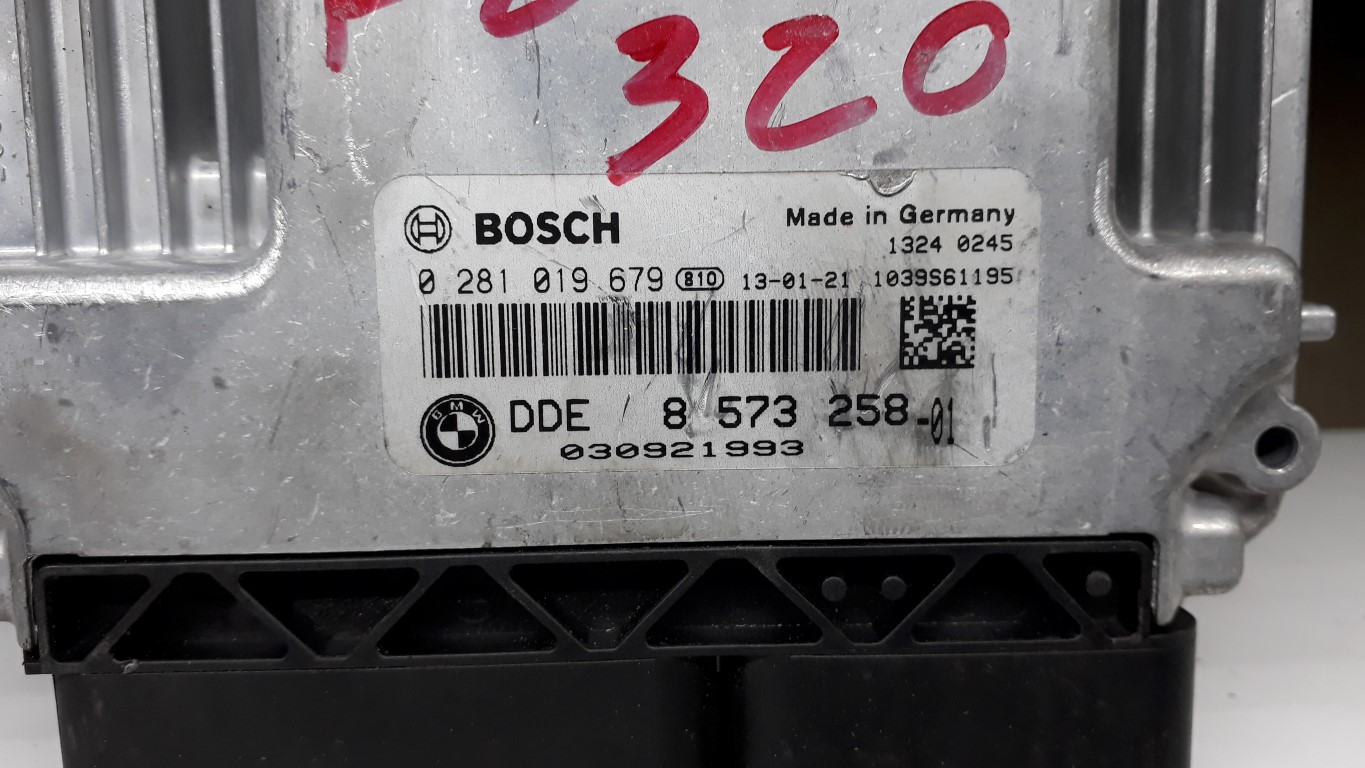 320
BOSCH
Made in Germany
1324 0245
0 281 019 679 810 13-01-21 1039S61195
BMW
DDE 8 573 258-01
030921993